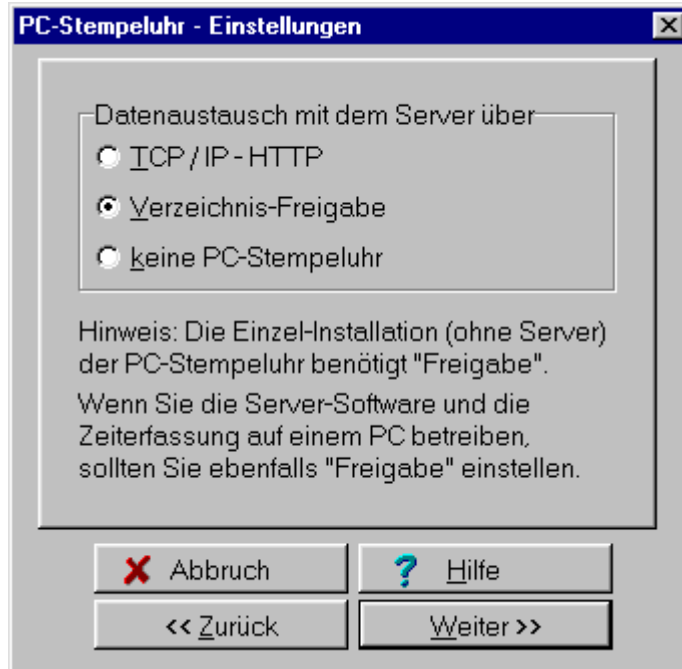 PC-Stempeluhr - Einstellungen
Datenaustausch mit dem Server über
TCP / IP - HTTP
Verzeichnis-Freigabe
keine PC-Stempeluhr
Hinweis: Die Einzel-Installation (ohne Server)
der PC-Stempeluhr benötigt "Freigabe".
Wenn Sie die Server-Software und die
Zeiterfassung auf einem PC betreiben,
sollten Sie ebenfalls "Freigabe" einstellen.
Abbruch
? Hilfe
<< Zurück
Weiter >>